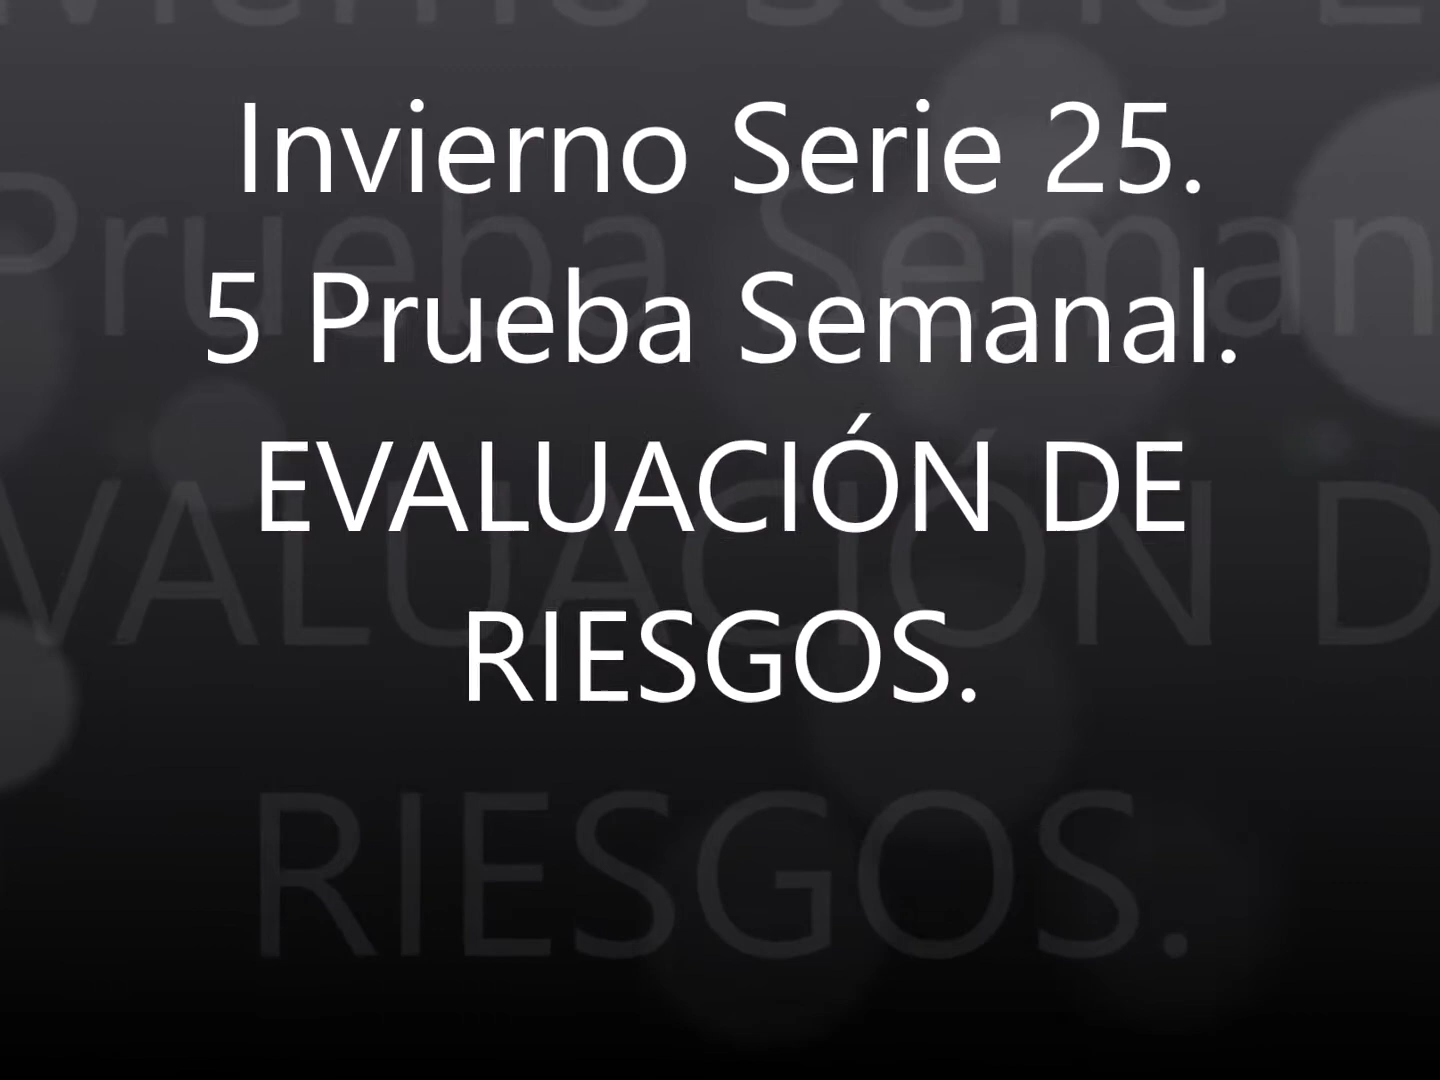 Invierno Serie 25.
5 Prueba Semanal.
EVALUACIÓN DE
RIESGOS.